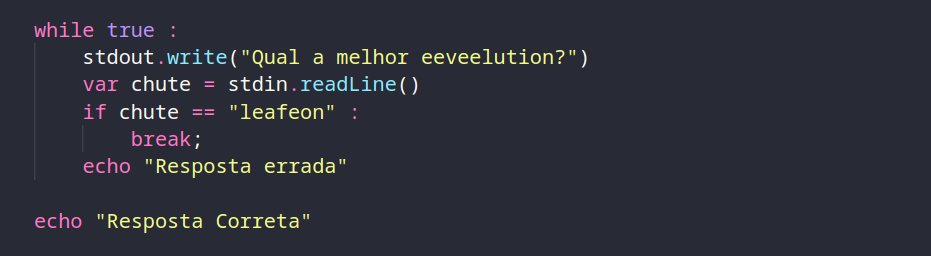 while true :
stdout.write("Qual a melhor eeveelution?")
var chute = stdin.readLine()
if chute == "leafeon" :
break;
echo "Resposta errada"
echo "Resposta Correta"